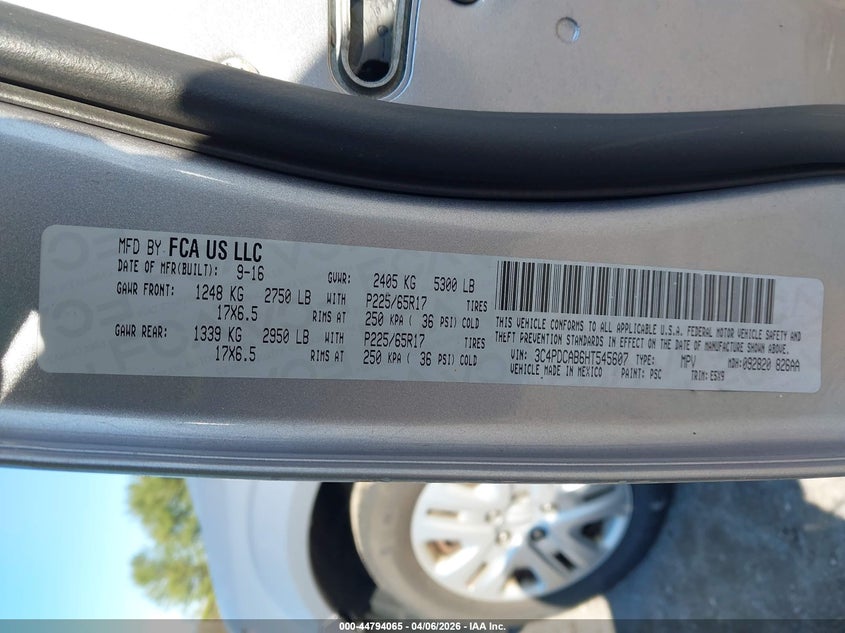 MFD BY FCA US LLC
DATE OF MFR(BUILT): 9-16 GVWR: 2405 KG 5300 LB
GAWR FRONT: 1248 KG 2750 LB WITH P225/65R17 TIRES
17X6.5 RIMS AT 250 KPA ( 36 PSI) COLD
GAWR REAR: 1339 KG 2950 LB WITH P225/65R17 TIRES
17X6.5 RIMS AT 250 KPA ( 36 PSI) COLD
THIS VEHICLE CONFORMS TO ALL APPLICABLE U.S.A. FEDERAL MOTOR VEHICLE SAFETY AND
THEFT PREVENTION STANDARDS IN EFFECT ON THE DATE OF MANUFACTURE SHOWN ABOVE.
VIN: 3C4PDCAB6HT545607 TYPE: MPV MDH: 092820 826AA
VEHICLE MADE IN MEXICO PAINT: PSC TRIM: E5X9
000-44794065 - 04/06/2026 - IAA Inc.